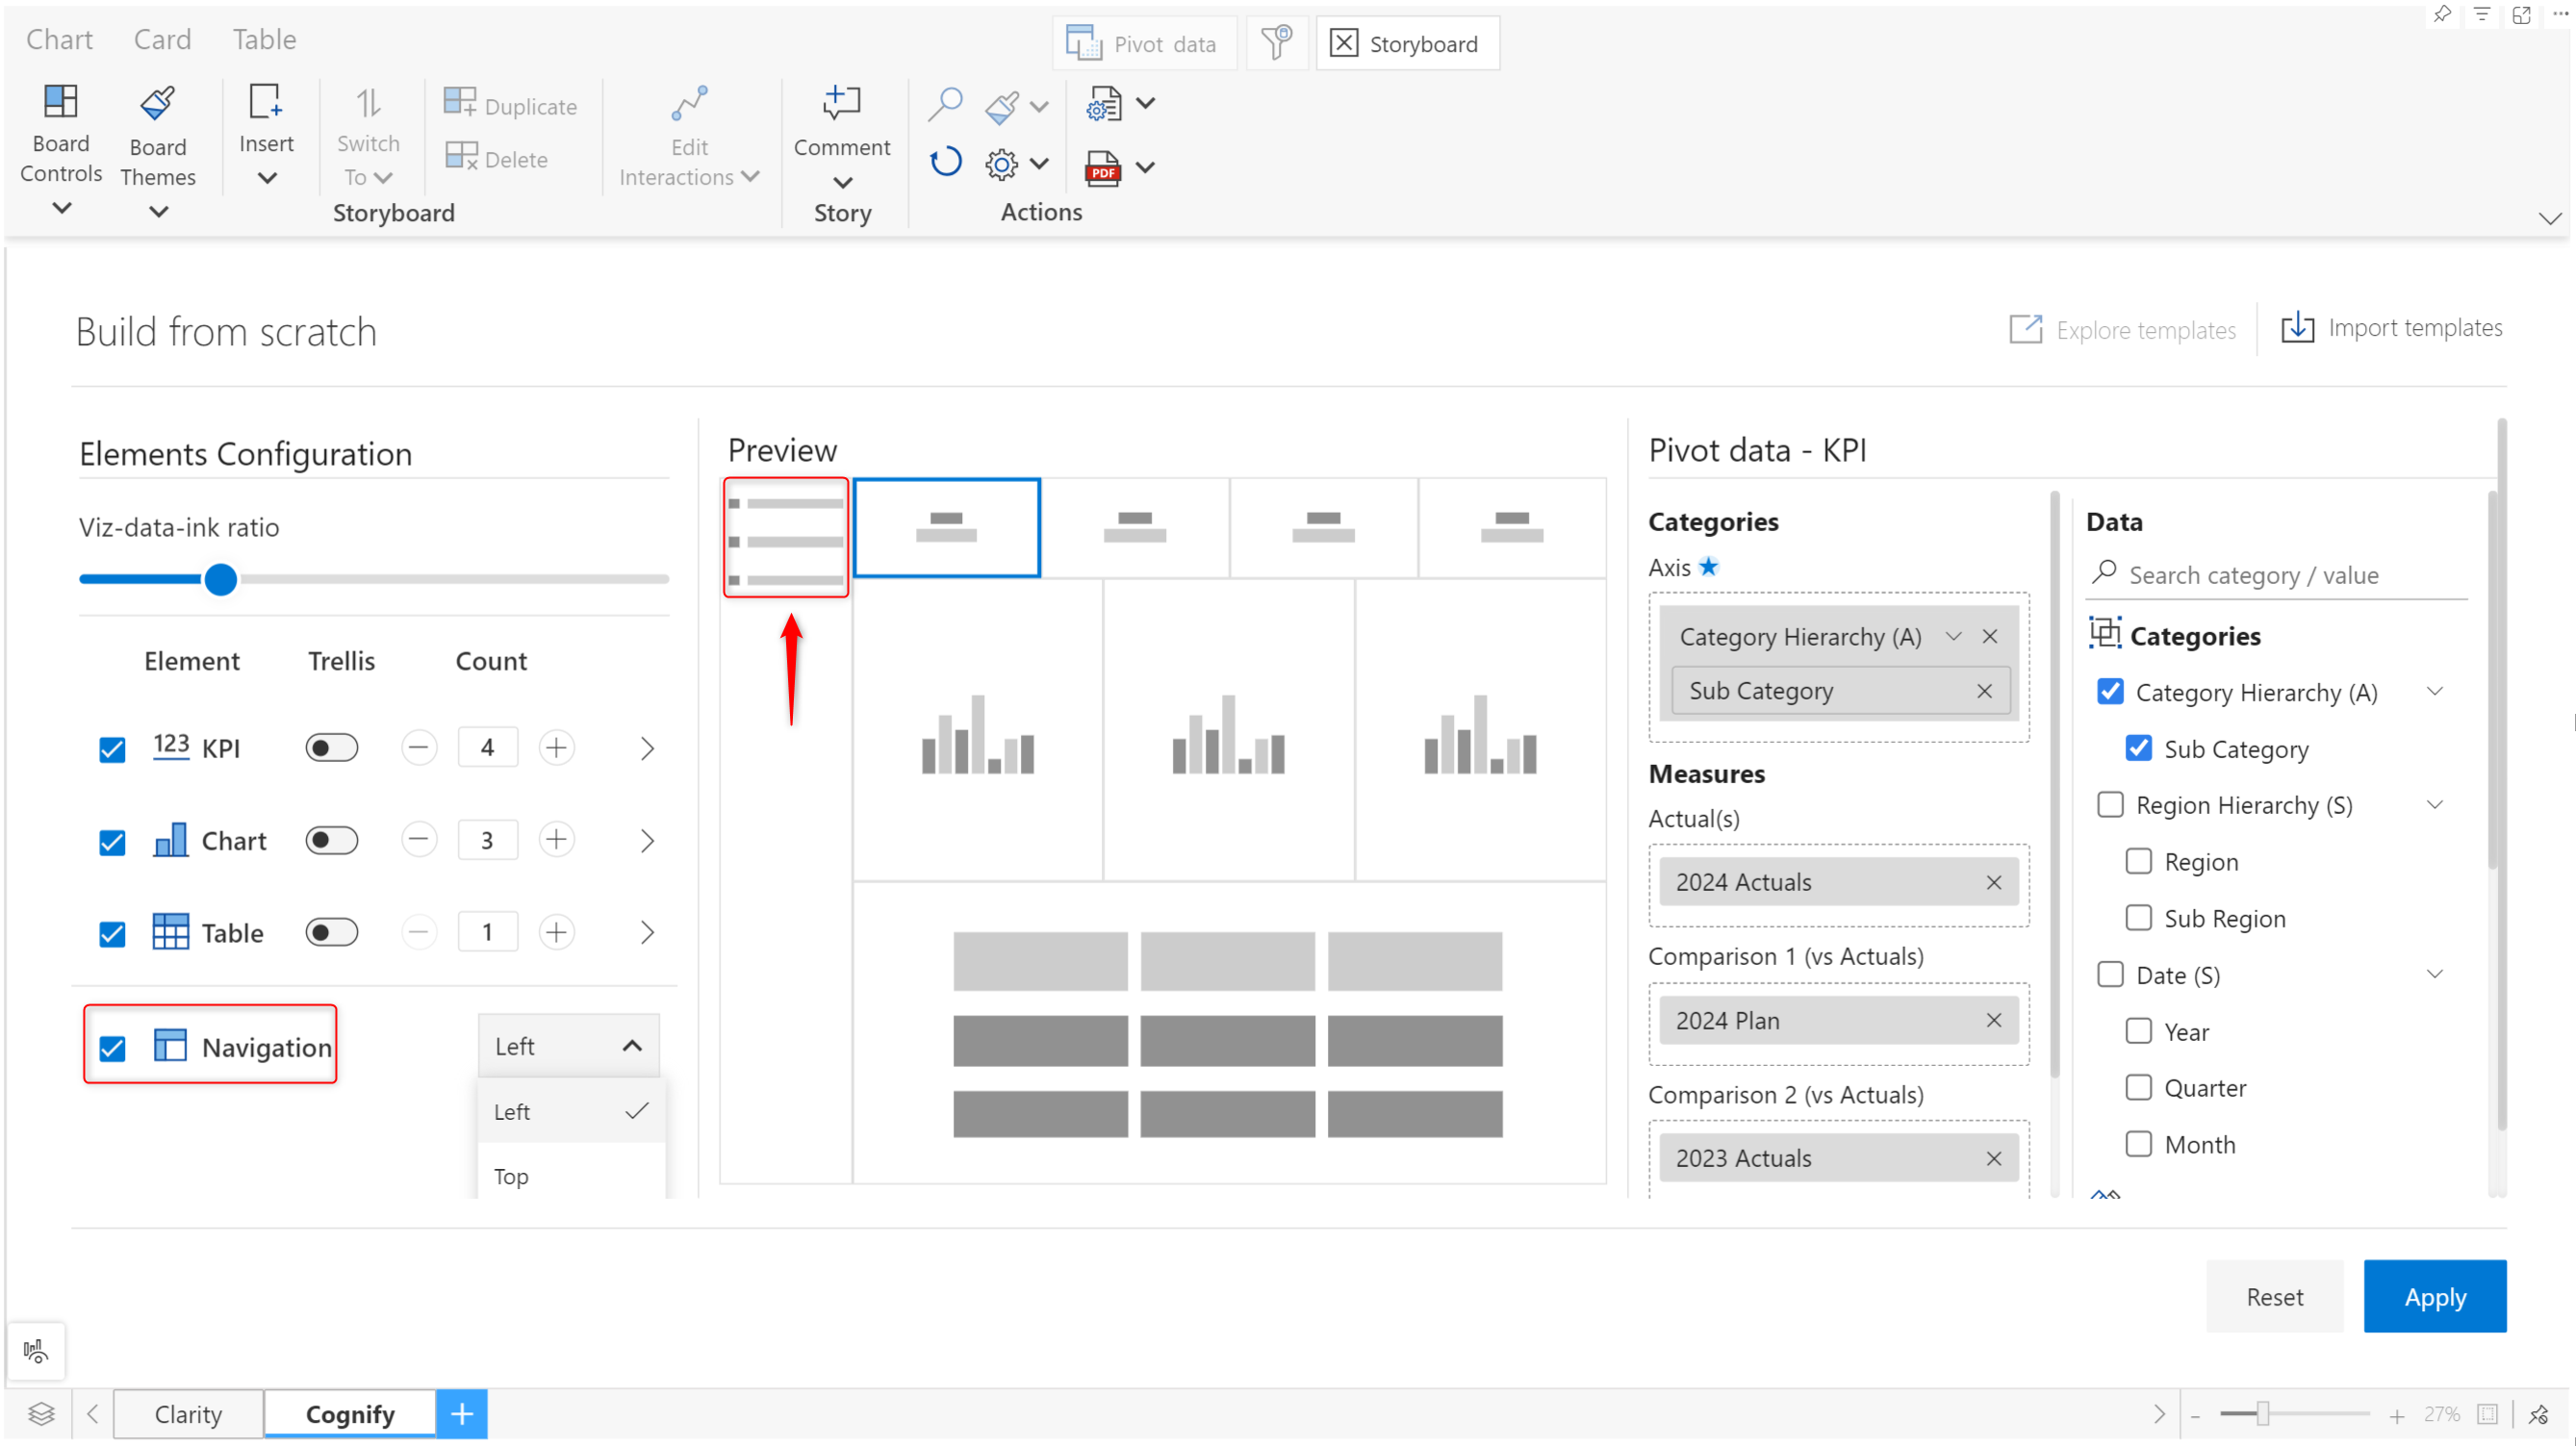 Chart Card Table
Pivot data
Storyboard
Board Controls
Board Themes
Insert
Switch To
Duplicate
Delete
Edit Interactions
Comment
PDF
Storyboard
Story
Actions
Build from scratch
Explore templates
Import templates
Elements Configuration
Viz-data-ink ratio
Element Trellis Count
123 KPI 4
Chart 3
Table 1
Navigation
Left
Left
Top
Preview
Pivot data - KPI
Categories
Axis
Category Hierarchy (A)
Sub Category
Measures
Actual(s)
2024 Actuals
Comparison 1 (vs Actuals)
2024 Plan
Comparison 2 (vs Actuals)
2023 Actuals
Data
Search category / value
Categories
Category Hierarchy (A)
Sub Category
Region Hierarchy (S)
Region
Sub Region
Date (S)
Year
Quarter
Month
Reset
Apply
Clarity
Cognify
27%